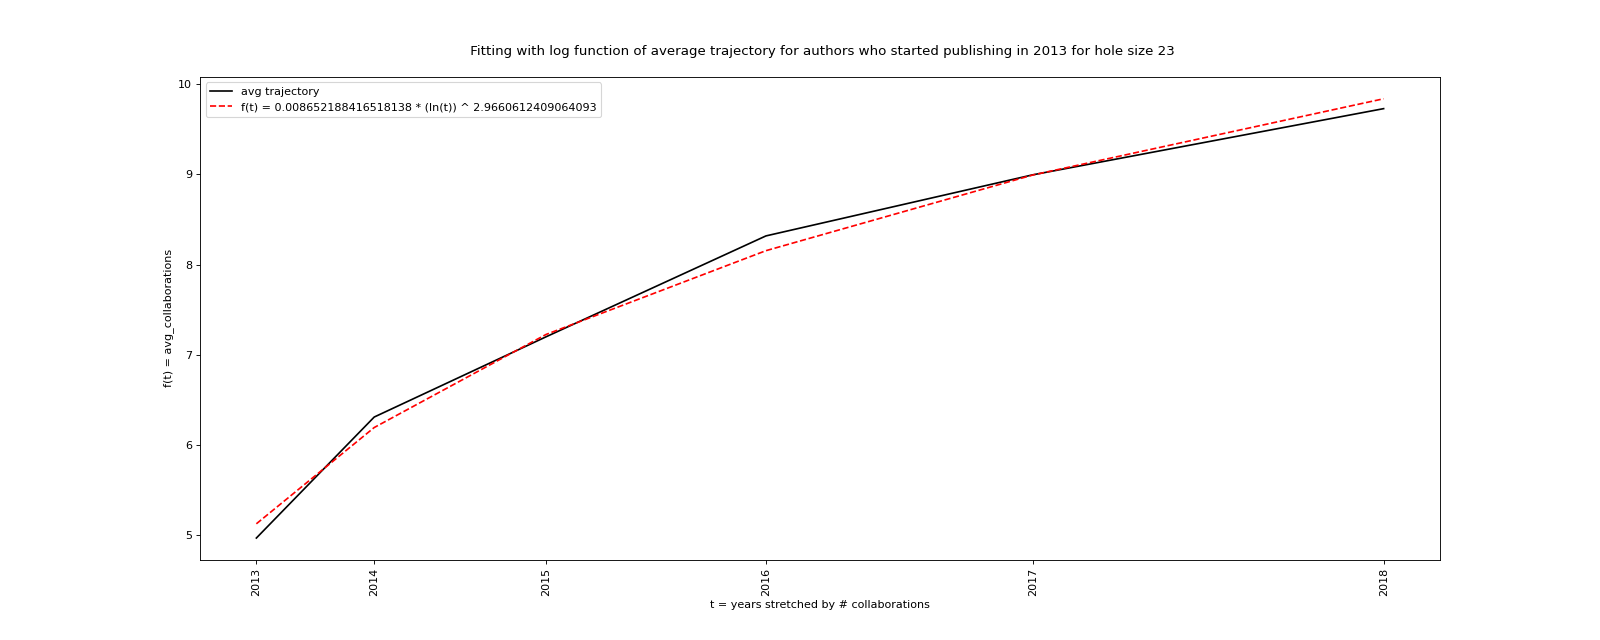 Fitting with log function of average trajectory for authors who started publishing in 2013 for hole size 23
avg trajectory
f(t) = 0.008652188416518138 * (ln(t)) ^ 2.9660612409064093
10
9
8
7
6
5
f(t) = avg_collaborations
2013
2014
2015
2016
2017
2018
t = years stretched by # collaborations